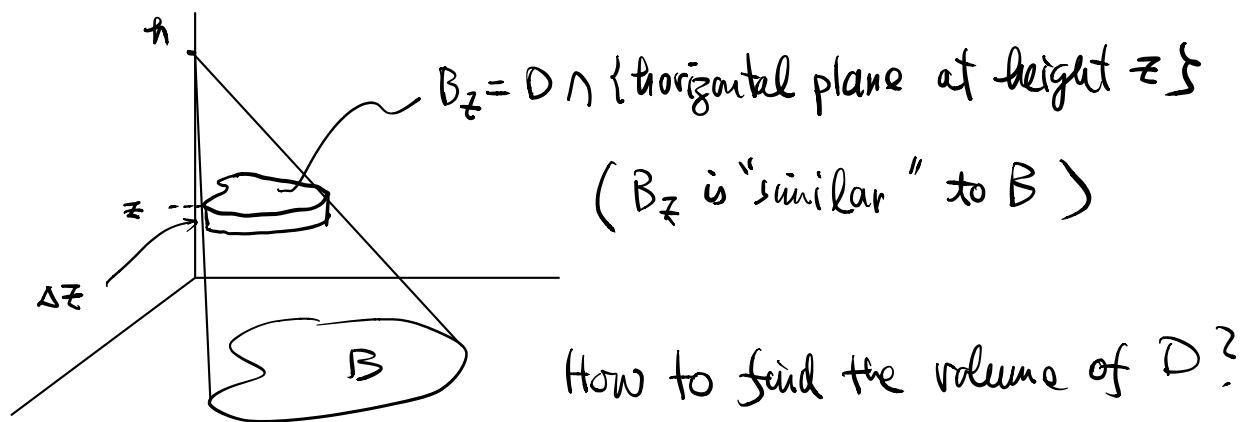 h
B_z = D ∩ {horizontal plane at height z}
(B_z is "similar" to B)
z
Δz
B
How to find the volume of D?